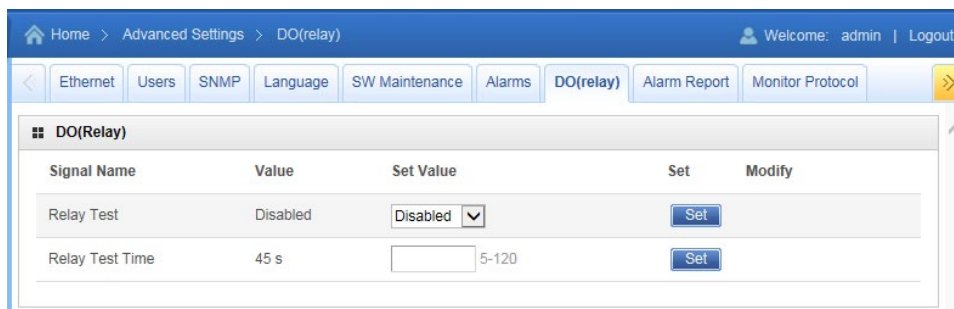 Home > Advanced Settings > DO(relay) Welcome: admin | Logout
Ethernet Users SNMP Language SW Maintenance Alarms DO(relay) Alarm Report Monitor Protocol
DO(Relay)
Signal Name Value Set Value Set Modify
Relay Test Disabled Disabled Set
Relay Test Time 45 s 5-120 Set